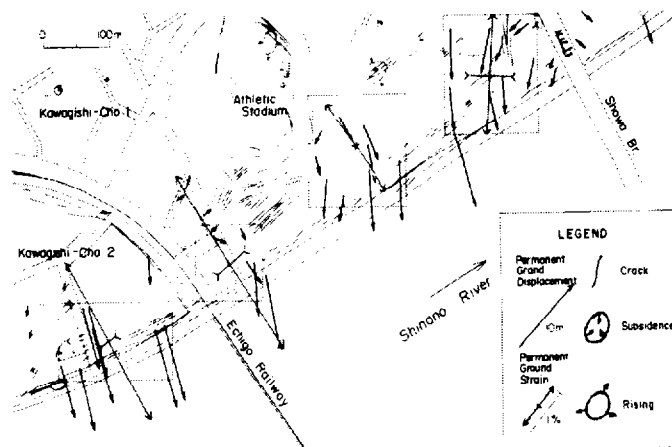 0 100m
Kawagishi-Cho 1
Athletic
Stadium
Showa Br.
Kawagishi-Cho 2
Echigo Railway
Shinano River
LEGEND
Permanent
Grand
Displacement
10m
Crack
Subsidence
Permanent
Ground
Strain
1%
Rising